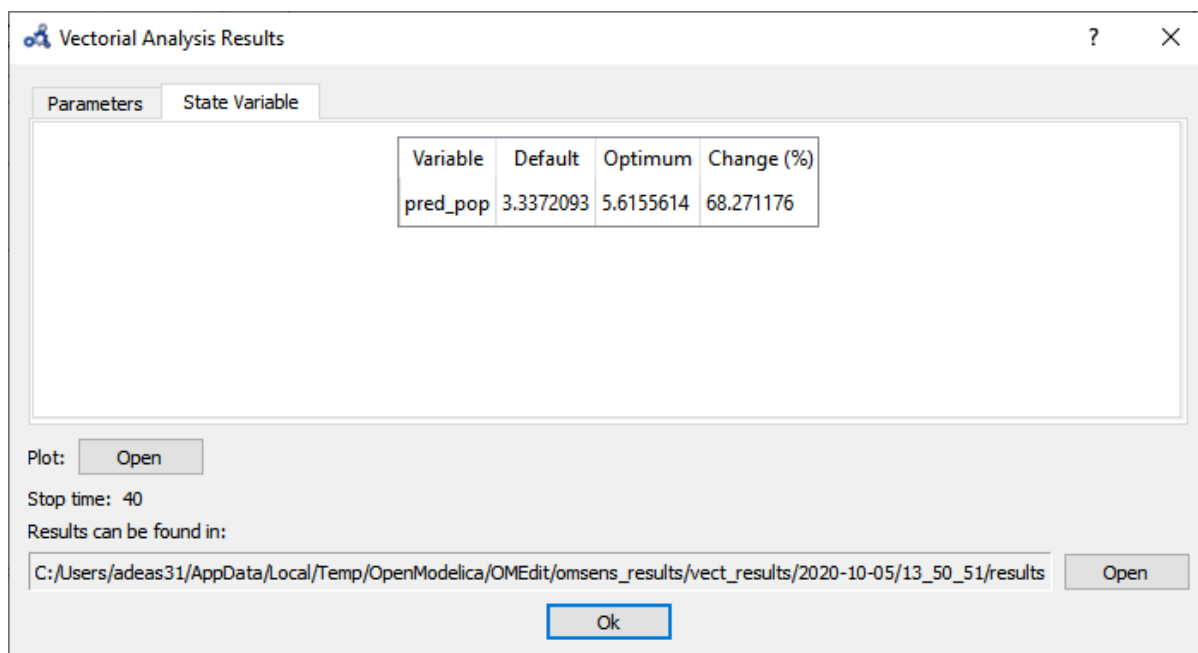 Vectorial Analysis Results ?
Parameters State Variable
Variable Default Optimum Change (%)
pred_pop 3.3372093 5.6155614 68.271176
Plot: Open
Stop time: 40
Results can be found in:
C:/Users/adeas31/AppData/Local/Temp/OpenModelica/OMEdit/omsens_results/vect_results/2020-10-05/13_50_51/results Open
Ok